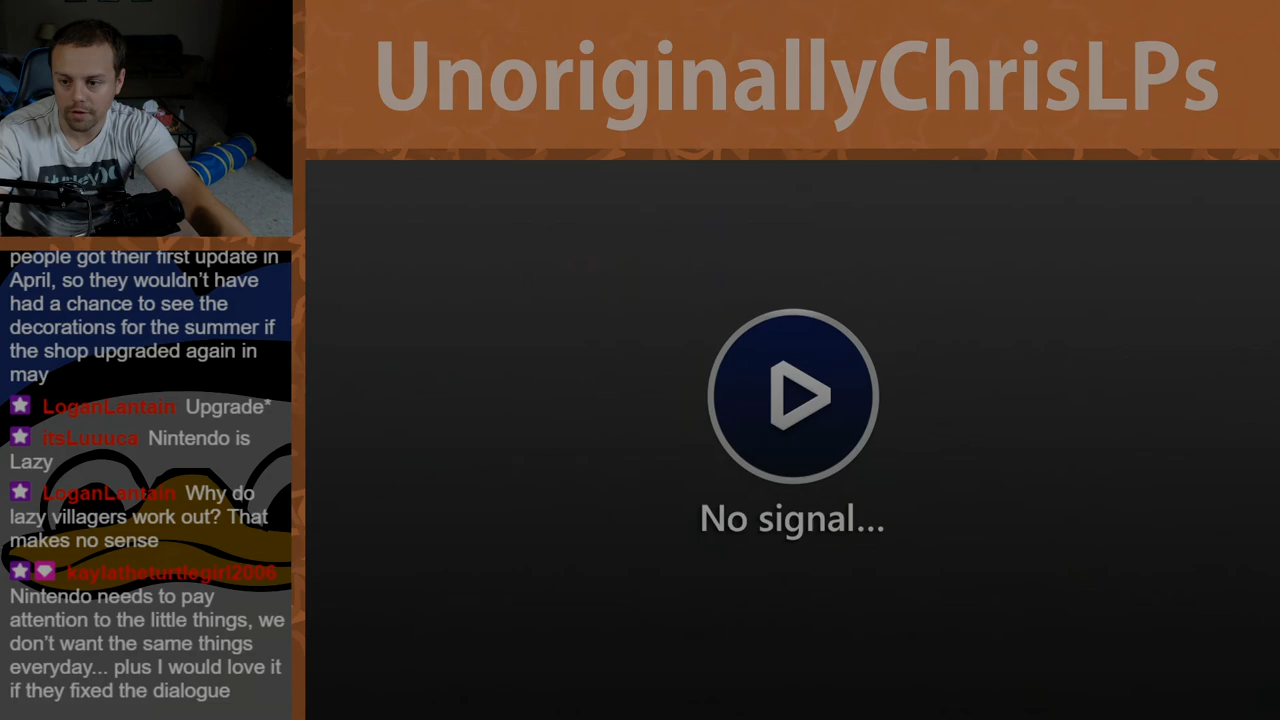 UnoriginallyChrisLPs
Hurley
people got their first update in
April, so they wouldn't have
had a chance to see the
decorations for the summer if
the shop upgraded again in
may
LoganLantain Upgrade*
itsLuuuca Nintendo is
Lazy
LoganLantain Why do
lazy villagers work out? That
makes no sense
kaylatheturtlegirl2006
Nintendo needs to pay
attention to the little things, we
don't want the same things
everyday... plus I would love it
if they fixed the dialogue
No signal...